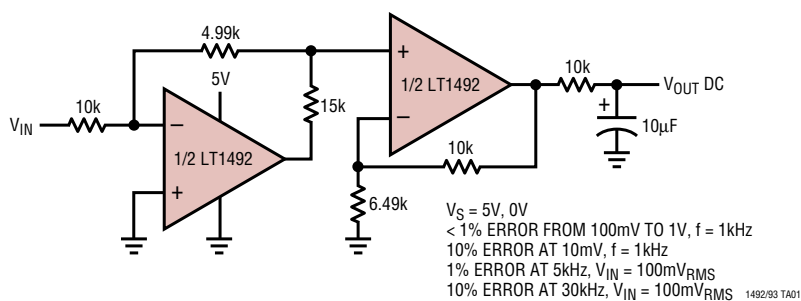 4.99k
10k
5V
15k
V_IN
1/2 LT1492
−
+
+
−
1/2 LT1492
10k
V_OUT DC
+
10µF
10k
6.49k
V_S = 5V, 0V
< 1% ERROR FROM 100mV TO 1V, f = 1kHz
10% ERROR AT 10mV, f = 1kHz
1% ERROR AT 5kHz, V_IN = 100mV_RMS
10% ERROR AT 30kHz, V_IN = 100mV_RMS
1492/93 TA01